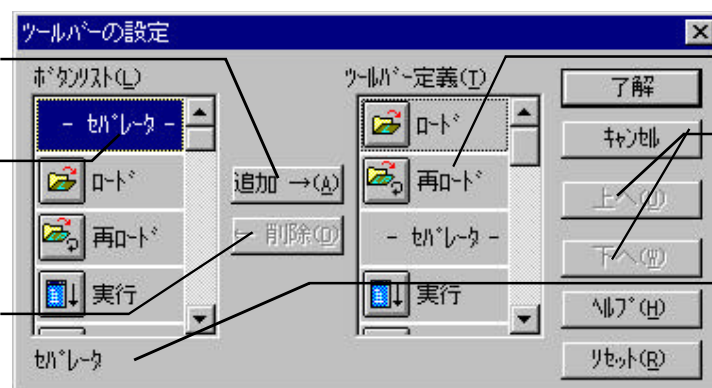 ツールバーの設定
ﾎﾞﾀﾝﾘｽﾄ(L)
ﾂｰﾙﾊﾞｰ定義(T)
- ｾﾊﾟﾚｰﾀ -
ﾛｰﾄﾞ
再ﾛｰﾄﾞ
実行
追加 →(A)
← 削除(D)
ﾛｰﾄﾞ
再ﾛｰﾄﾞ
- ｾﾊﾟﾚｰﾀ -
実行
了解
ｷｬﾝｾﾙ
上へ(U)
下へ(W)
ﾍﾙﾌﾟ(H)
ﾘｾｯﾄ(R)
ｾﾊﾟﾚｰﾀ